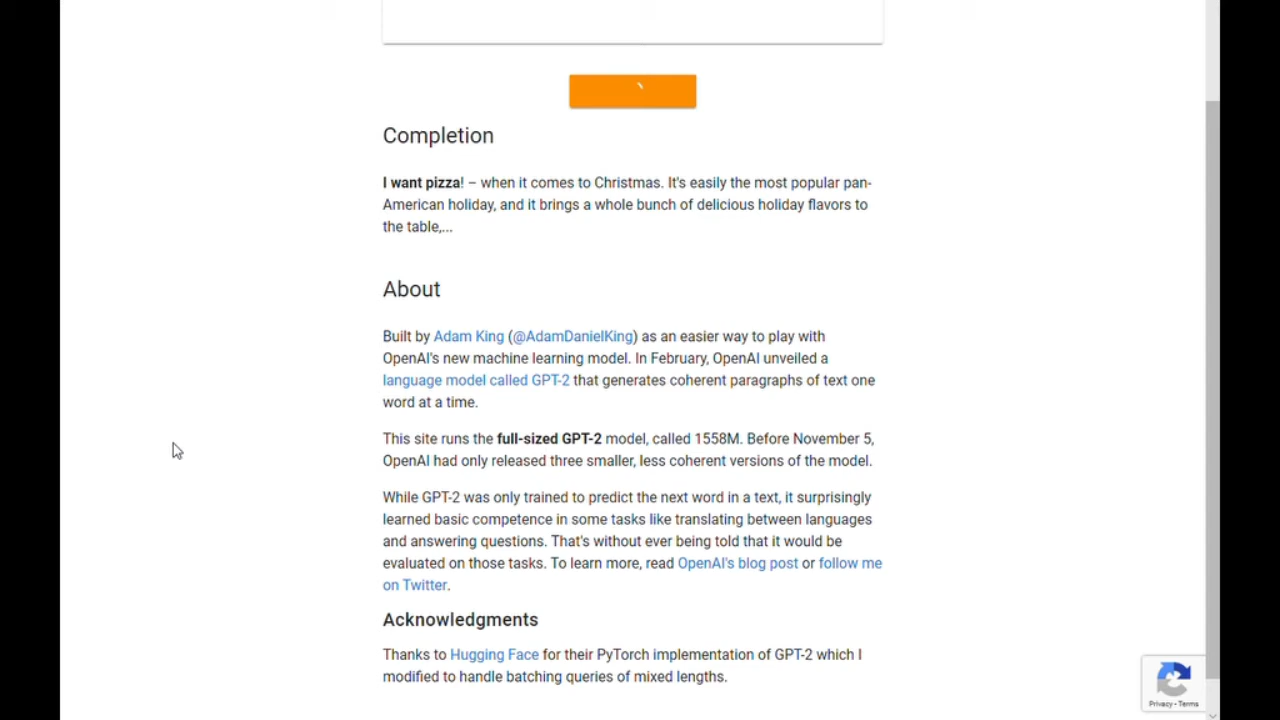 Completion
I want pizza! – when it comes to Christmas. It's easily the most popular pan-
American holiday, and it brings a whole bunch of delicious holiday flavors to
the table,...
About
Built by Adam King (@AdamDanielKing) as an easier way to play with
OpenAI's new machine learning model. In February, OpenAI unveiled a
language model called GPT-2 that generates coherent paragraphs of text one
word at a time.
This site runs the full-sized GPT-2 model, called 1558M. Before November 5,
OpenAI had only released three smaller, less coherent versions of the model.
While GPT-2 was only trained to predict the next word in a text, it surprisingly
learned basic competence in some tasks like translating between languages
and answering questions. That's without ever being told that it would be
evaluated on those tasks. To learn more, read OpenAI's blog post or follow me
on Twitter.
Acknowledgments
Thanks to Hugging Face for their PyTorch implementation of GPT-2 which I
modified to handle batching queries of mixed lengths.
Privacy - Terms